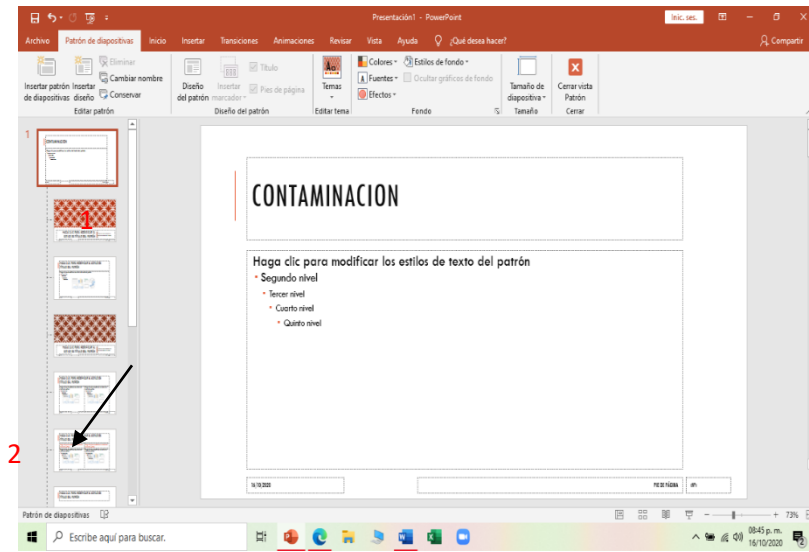 Presentación1 - PowerPoint
Inic. ses.
Archivo Patrón de diapositivas Inicio Insertar Transiciones Animaciones Revisar Vista Ayuda ¿Qué desea hacer? Compartir
Insertar patrón de diapositivas
Insertar diseño
Eliminar
Cambiar nombre
Conservar
Editar patrón
Diseño del patrón
Insertar marcador
Título
Pies de página
Diseño del patrón
Aa
Temas
Editar tema
Colores
Fuentes
Efectos
Estilos de fondo
Ocultar gráficos de fondo
Fondo
Tamaño de diapositiva
Tamaño
Cerrar vista Patrón
Cerrar
1
1
2
CONTAMINACION
Haga clic para modificar los estilos de texto del patrón
Segundo nivel
Tercer nivel
Cuarto nivel
Quinto nivel
16/10/2020
PIE DE PÁGINA
Patrón de diapositivas
73%
Escribe aquí para buscar.
08:45 p. m.
16/10/2020
2